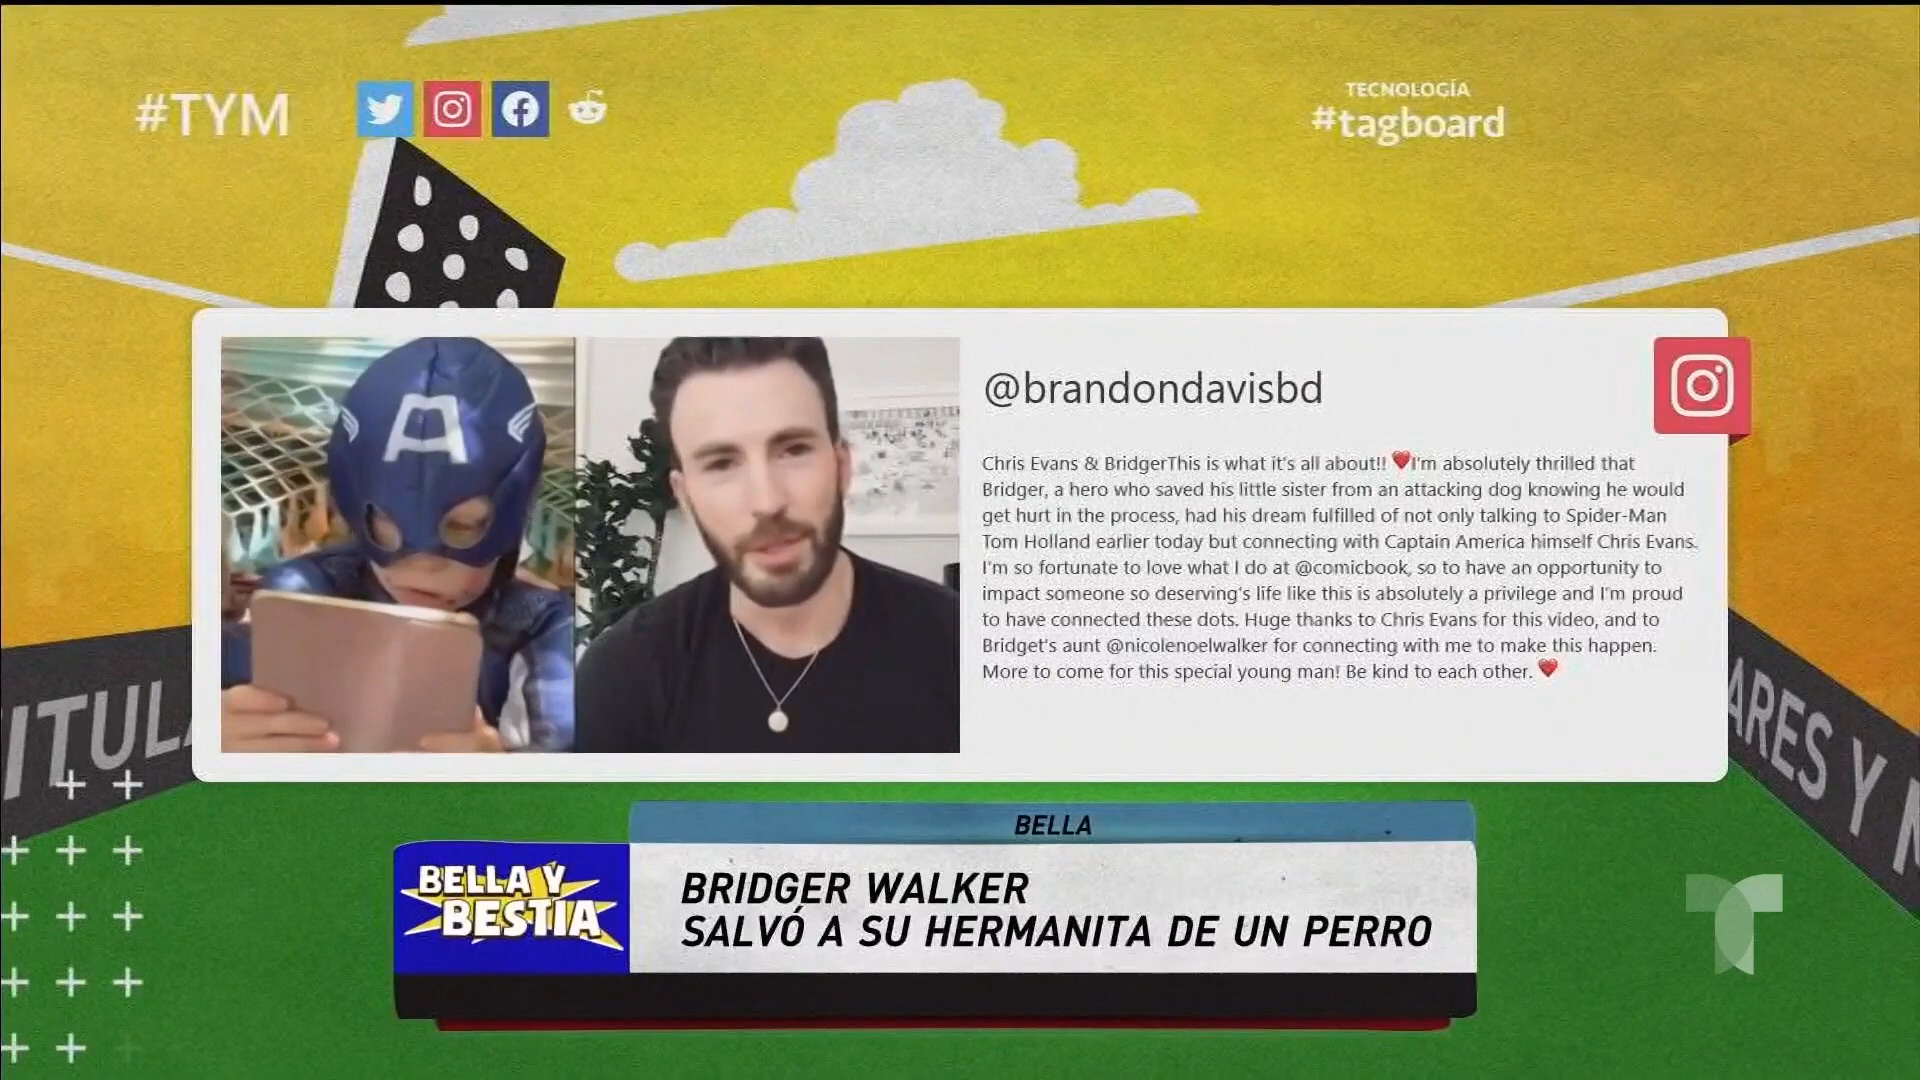 #TYM
TECNOLOGÍA
#tagboard
@brandondavisbd
Chris Evans & BridgerThis is what it's all about!! ❤I'm absolutely thrilled that
Bridger, a hero who saved his little sister from an attacking dog knowing he would
get hurt in the process, had his dream fulfilled of not only talking to Spider-Man
Tom Holland earlier today but connecting with Captain America himself Chris Evans.
I'm so fortunate to love what I do at @comicbook, so to have an opportunity to
impact someone so deserving's life like this is absolutely a privilege and I'm proud
to have connected these dots. Huge thanks to Chris Evans for this video, and to
Bridget's aunt @nicolenoelwalker for connecting with me to make this happen.
More to come for this special young man! Be kind to each other. ❤
A
ITULA
ARES Y
BELLA
BELLA Y
BESTIA
BRIDGER WALKER
SALVÓ A SU HERMANITA DE UN PERRO